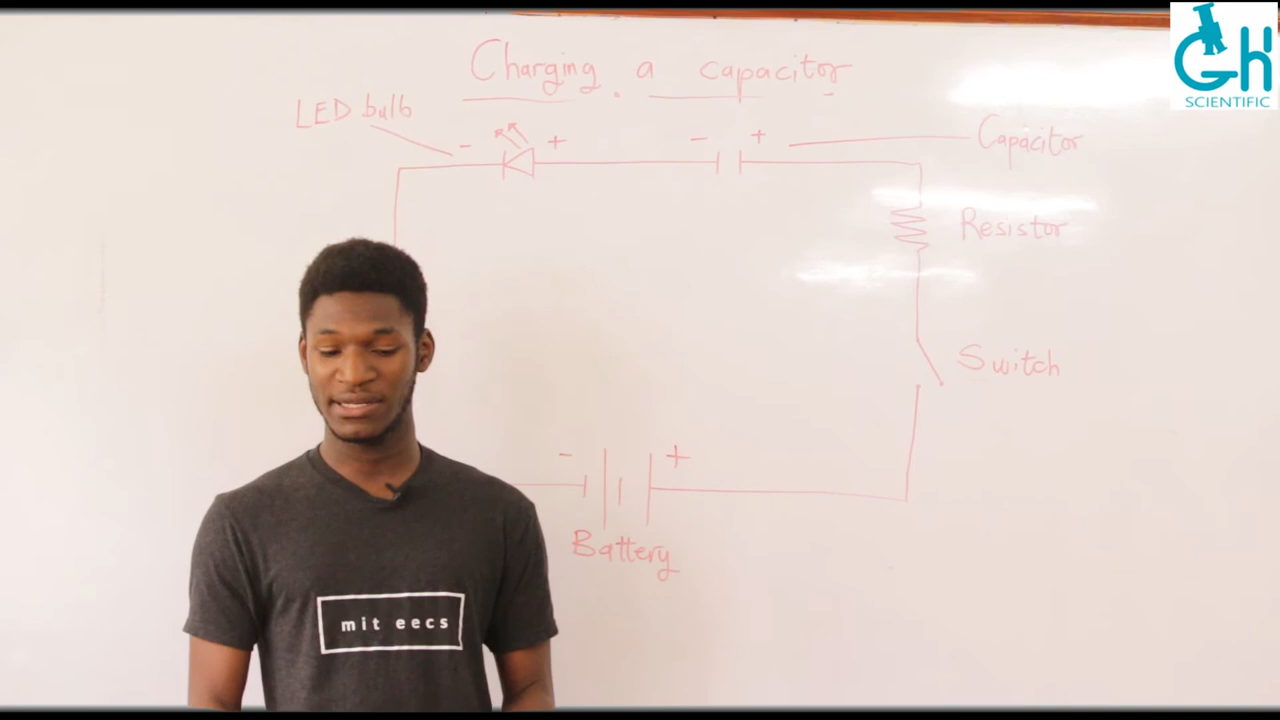 Charging a capacitor
LED bulb
- +
- +
Capacitor
Resistor
Switch
- +
Battery
mit eecs
GH
SCIENTIFIC